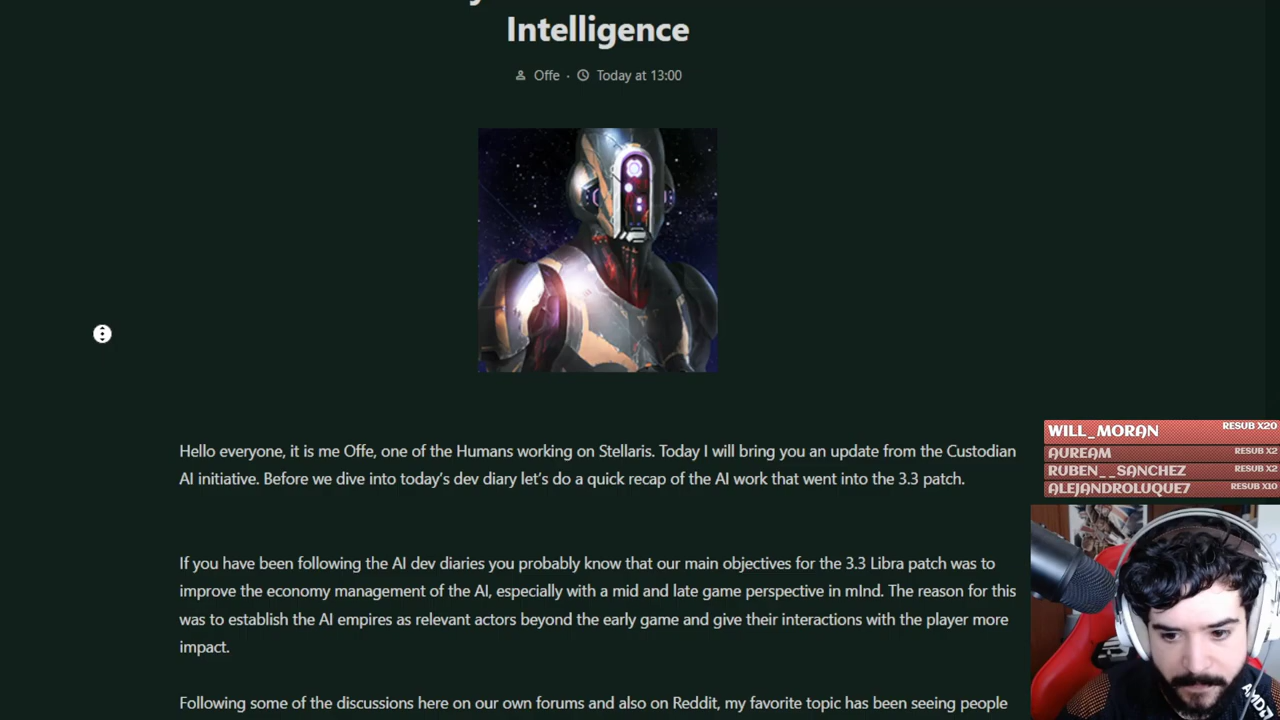 Intelligence
Offe · Today at 13:00
Hello everyone, it is me Offe, one of the Humans working on Stellaris. Today I will bring you an update from the Custodian
AI initiative. Before we dive into today's dev diary let's do a quick recap of the AI work that went into the 3.3 patch.
If you have been following the AI dev diaries you probably know that our main objectives for the 3.3 Libra patch was to
improve the economy management of the AI, especially with a mid and late game perspective in mInd. The reason for this
was to establish the AI empires as relevant actors beyond the early game and give their interactions with the player more
impact.
Following some of the discussions here on our own forums and also on Reddit, my favorite topic has been seeing people
WILL_MORAN RESUB X20
AUREAM RESUB X2
RUBEN__SANCHEZ RESUB X2
ALEJANDROLUQUE7 RESUB X10
AMD